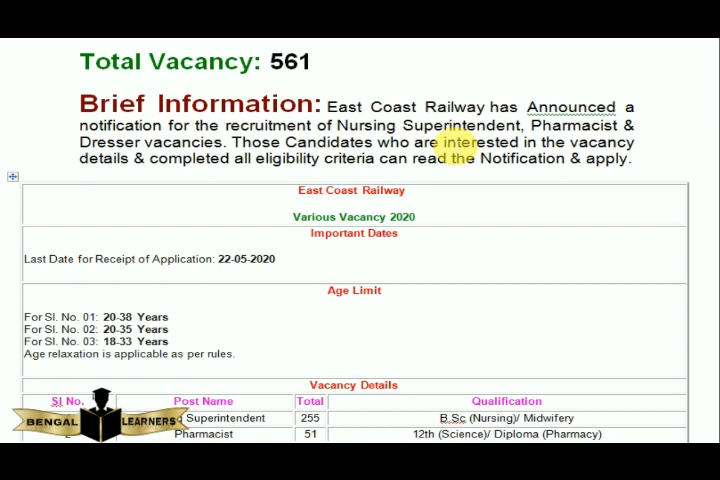 Total Vacancy: 561
Brief Information: East Coast Railway has Announced a
notification for the recruitment of Nursing Superintendent, Pharmacist &
Dresser vacancies. Those Candidates who are interested in the vacancy
details & completed all eligibility criteria can read the Notification & apply.
East Coast Railway
Various Vacancy 2020
Important Dates
Last Date for Receipt of Application: 22-05-2020
Age Limit
For Sl. No. 01: 20-38 Years
For Sl. No. 02: 20-35 Years
For Sl. No. 03: 18-33 Years
Age relaxation is applicable as per rules.
Vacancy Details
Sl No. Post Name Total Qualification
Superintendent 255 B.Sc (Nursing)/ Midwifery
2 Pharmacist 51 12th (Science)/ Diploma (Pharmacy)
BENGAL LEARNERS